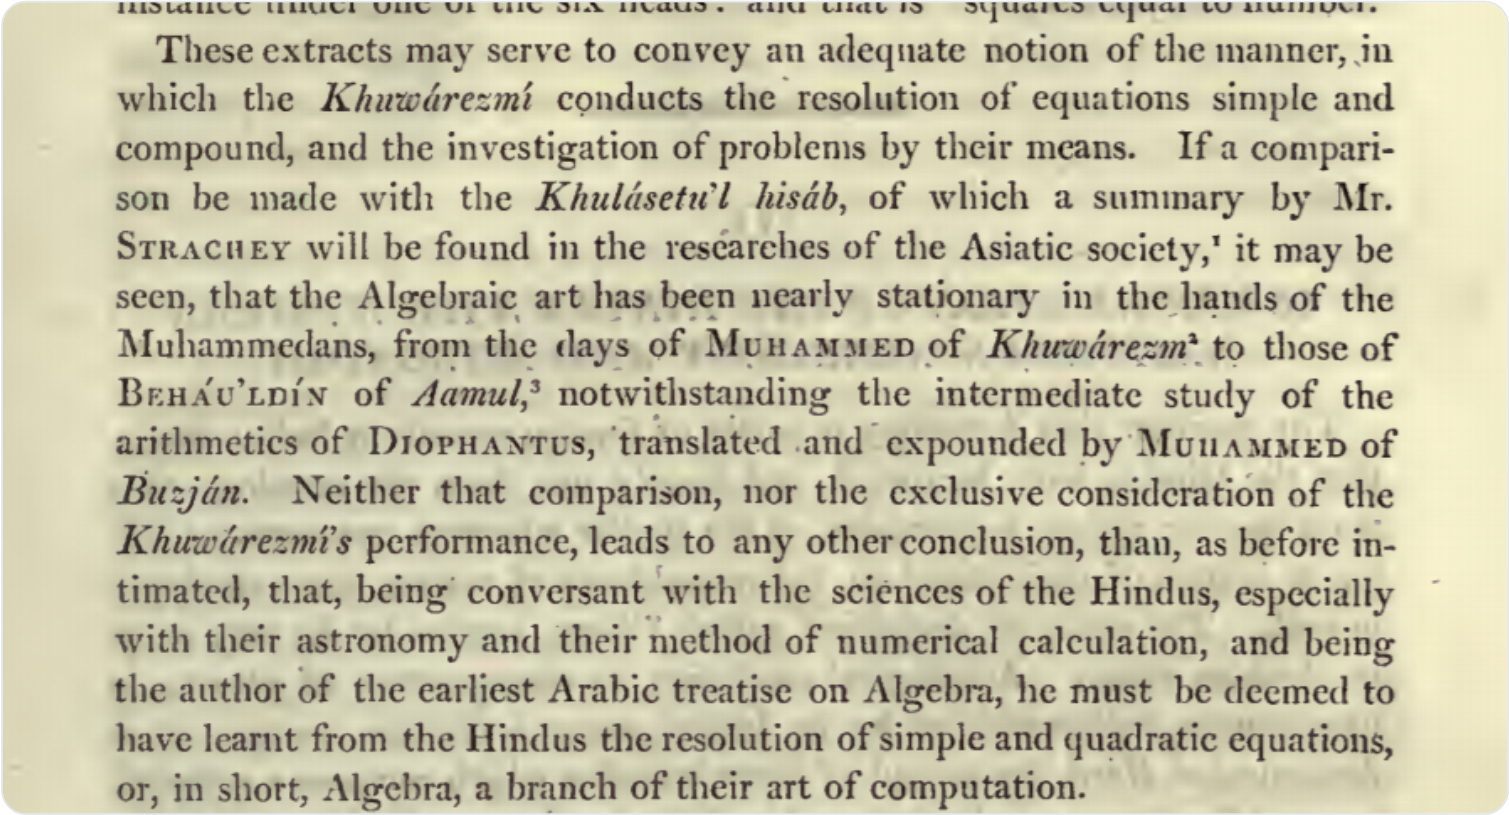 instance under one of the six heads: and that is "squares equal to number."
These extracts may serve to convey an adequate notion of the manner, in
which the Khuwárezmí conducts the resolution of equations simple and
compound, and the investigation of problems by their means. If a compari-
son be made with the Khulásetu'l hisáb, of which a summary by Mr.
STRACHEY will be found in the researches of the Asiatic society,¹ it may be
seen, that the Algebraic art has been nearly stationary in the hands of the
Muhammedans, from the days of MUHAMMED of Khuwárezm² to those of
BEHÁU'LDÍN of Aamul,³ notwithstanding the intermediate study of the
arithmetics of DIOPHANTUS, translated and expounded by MUHAMMED of
Buzján. Neither that comparison, nor the exclusive consideration of the
Khuwárezmí's performance, leads to any other conclusion, than, as before in-
timated, that, being conversant with the sciences of the Hindus, especially
with their astronomy and their method of numerical calculation, and being
the author of the earliest Arabic treatise on Algebra, he must be deemed to
have learnt from the Hindus the resolution of simple and quadratic equations,
or, in short, Algebra, a branch of their art of computation.